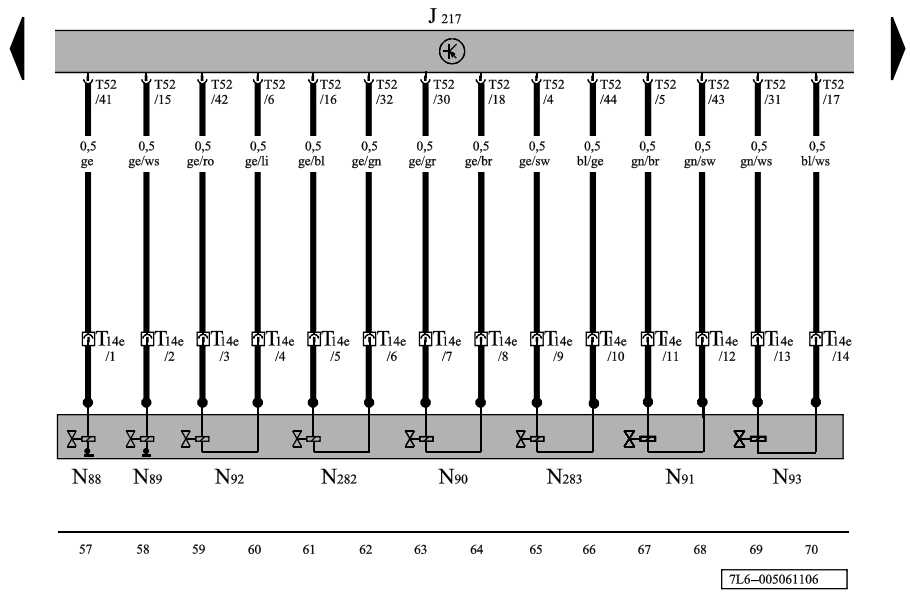 J 217
T52 T52 T52 T52 T52 T52 T52 T52 T52 T52 T52 T52 T52 T52
/41 /15 /42 /6 /16 /32 /30 /18 /4 /44 /5 /43 /31 /17
0,5 0,5 0,5 0,5 0,5 0,5 0,5 0,5 0,5 0,5 0,5 0,5 0,5 0,5
ge ge/ws ge/ro ge/li ge/bl ge/gn ge/gr ge/br ge/sw bl/ge gn/br gn/sw gn/ws bl/ws
T14e T14e T14e T14e T14e T14e T14e T14e T14e T14e T14e T14e T14e T14e
/1 /2 /3 /4 /5 /6 /7 /8 /9 /10 /11 /12 /13 /14
N88 N89 N92 N282 N90 N283 N91 N93
57 58 59 60 61 62 63 64 65 66 67 68 69 70
7L6–005061106